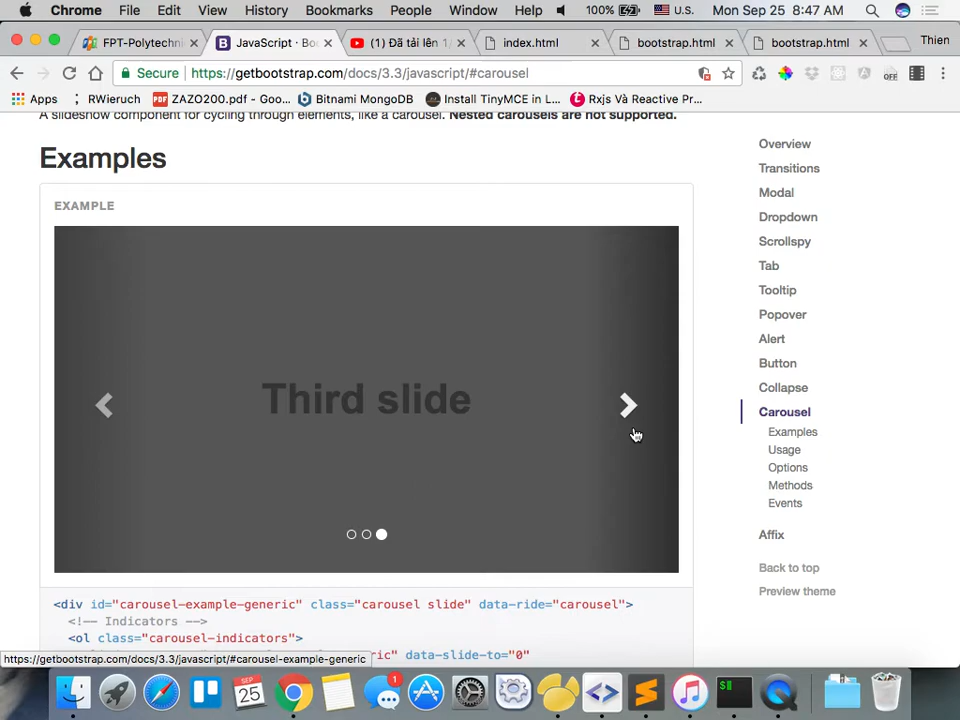 Chrome File Edit View History Bookmarks People Window Help 100% U.S. Mon Sep 25 8:47 AM
FPT-Polytechni
JavaScript · Boo
(1) Đã tải lên 1
index.html
bootstrap.html
bootstrap.html
Thien
Secure https://getbootstrap.com/docs/3.3/javascript/#carousel
OFF
Apps
RWieruch
ZAZO200.pdf - Goo...
Bitnami MongoDB
Install TinyMCE in L...
Rxjs Và Reactive Pr...
A slideshow component for cycling through elements, like a carousel. Nested carousels are not supported.
Examples
EXAMPLE
Third slide
<div id="carousel-example-generic" class="carousel slide" data-ride="carousel">
<!-- Indicators -->
<ol class="carousel-indicators">
ric" data-slide-to="0"
https://getbootstrap.com/docs/3.3/javascript/#carousel-example-generic
Overview
Transitions
Modal
Dropdown
Scrollspy
Tab
Tooltip
Popover
Alert
Button
Collapse
Carousel
Examples
Usage
Options
Methods
Events
Affix
Back to top
Preview theme
SEP
25
1